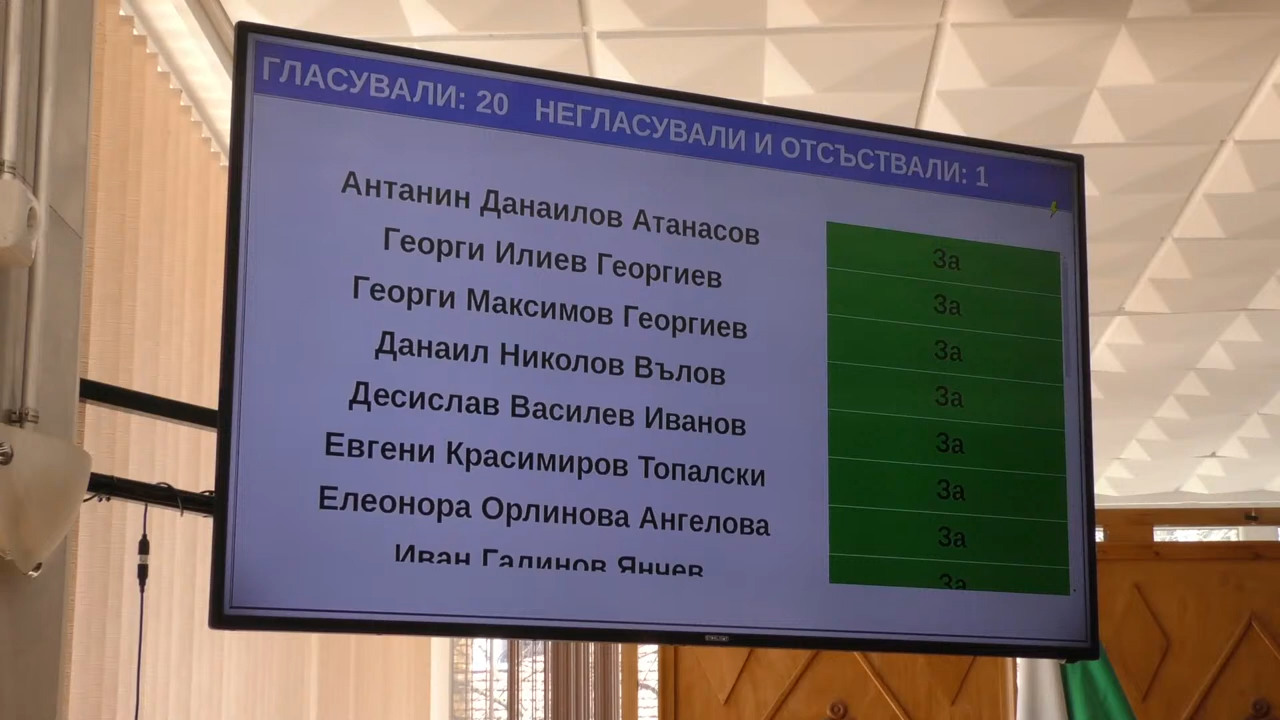 ГЛАСУВАЛИ: 20 НЕГЛАСУВАЛИ И ОТСЪСТВАЛИ: 1
Антанин Данаилов Атанасов За
Георги Илиев Георгиев За
Георги Максимов Георгиев За
Данаил Николов Вълов За
Десислав Василев Иванов За
Евгени Красимиров Топалски За
Елеонора Орлинова Ангелова За
Иван Галинов Янчев За